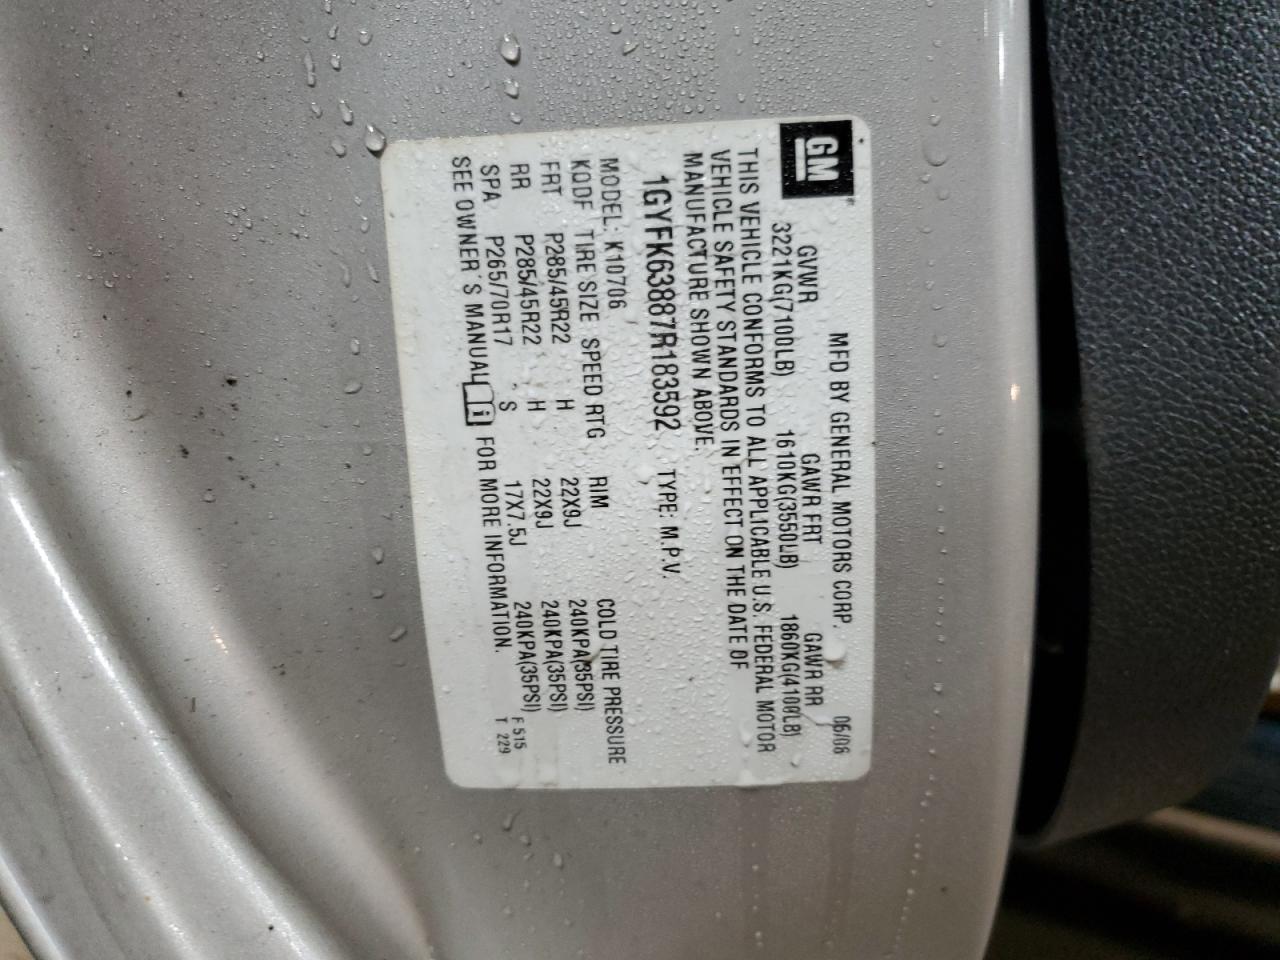 GM
MFD BY GENERAL MOTORS CORP. 06/06
GVWR GAWR FRT GAWR RR
3221KG(7100LB) 1610KG(3550LB) 1860KG(4100LB)
THIS VEHICLE CONFORMS TO ALL APPLICABLE U.S. FEDERAL MOTOR
VEHICLE SAFETY STANDARDS IN EFFECT ON THE DATE OF
MANUFACTURE SHOWN ABOVE.
1GYFK63887R183592 TYPE: M.P.V.
MODEL: K10706
KQDF TIRE SIZE SPEED RTG RIM COLD TIRE PRESSURE
FRT P285/45R22 H 22X9J 240KPA(35PSI)
RR P285/45R22 H 22X9J 240KPA(35PSI)
SPA P265/70R17 S 17X7.5J 240KPA(35PSI)
SEE OWNER'S MANUAL i FOR MORE INFORMATION.
F 515
T 229